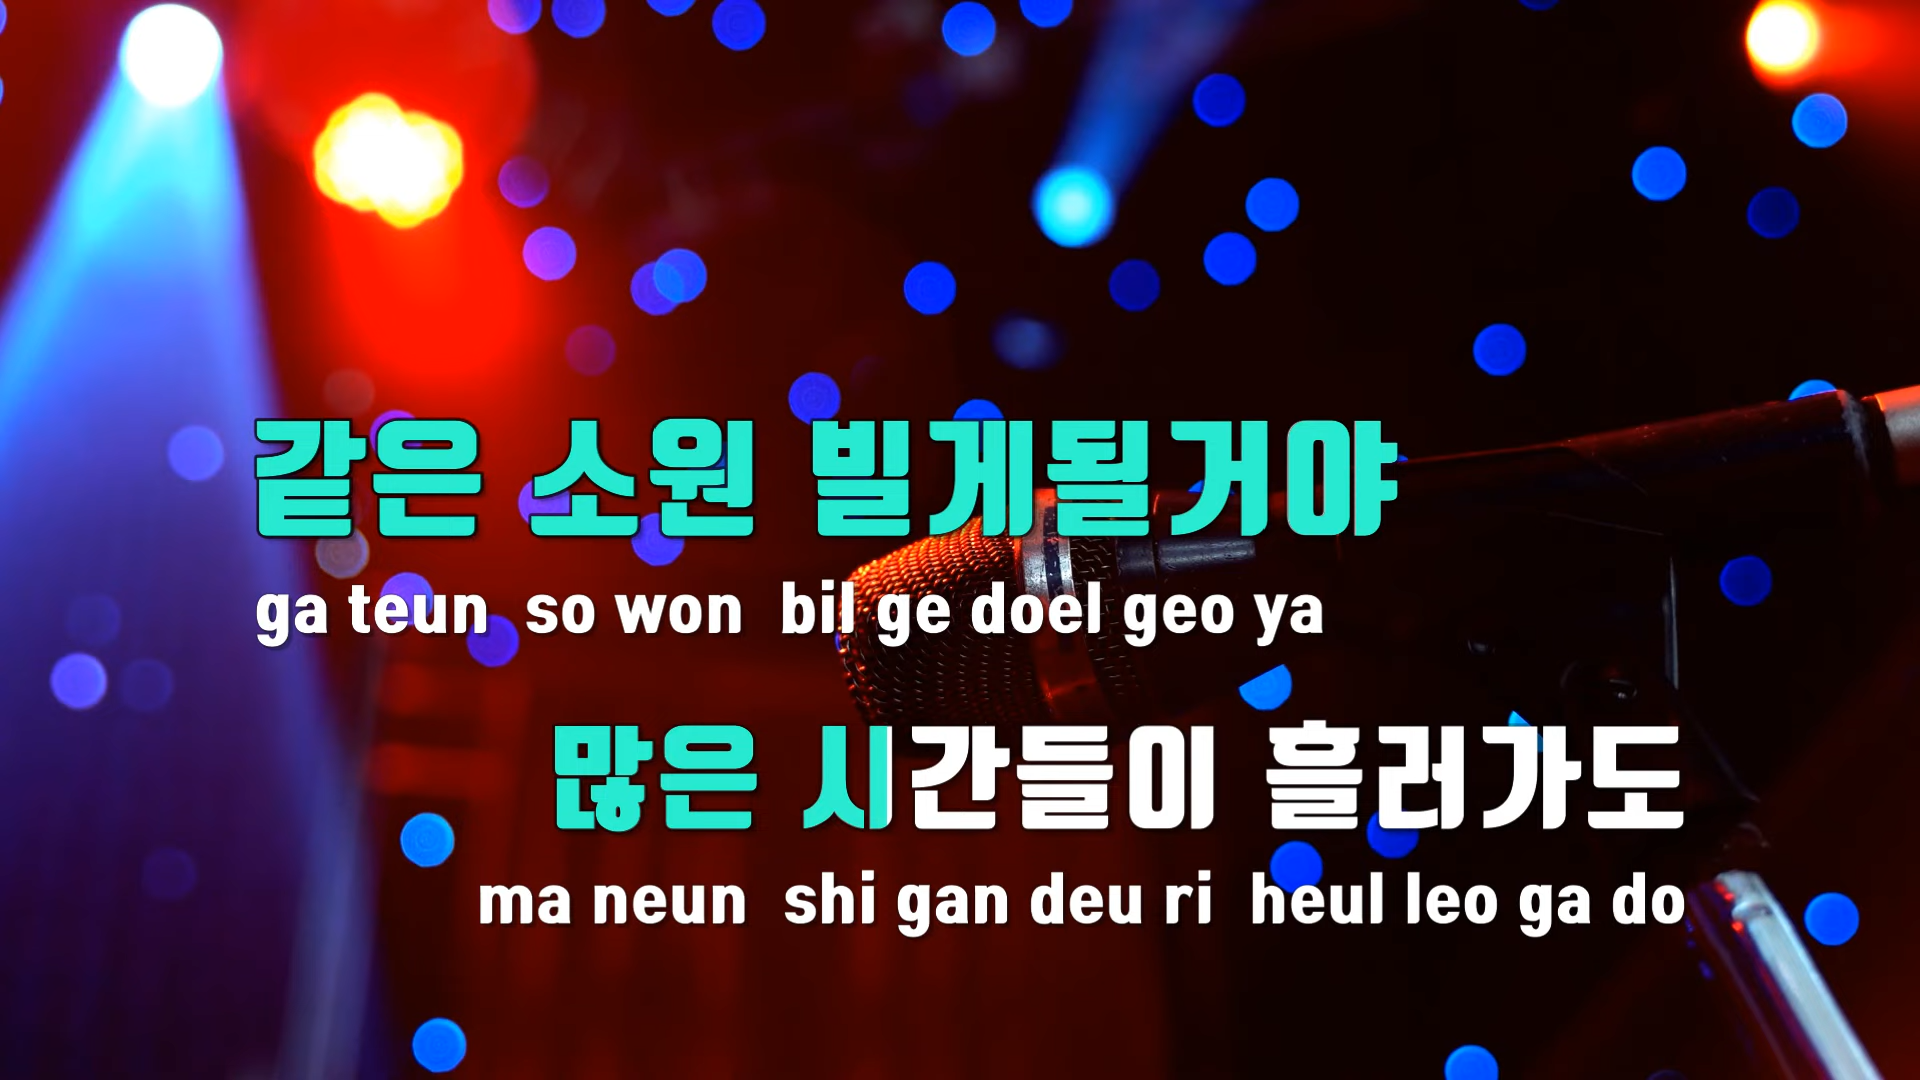 같은 소원 빌게될거야
ga teun so won bil ge doel geo ya
많은 시간들이 흘러가도
ma neun shi gan deu ri heul leo ga do